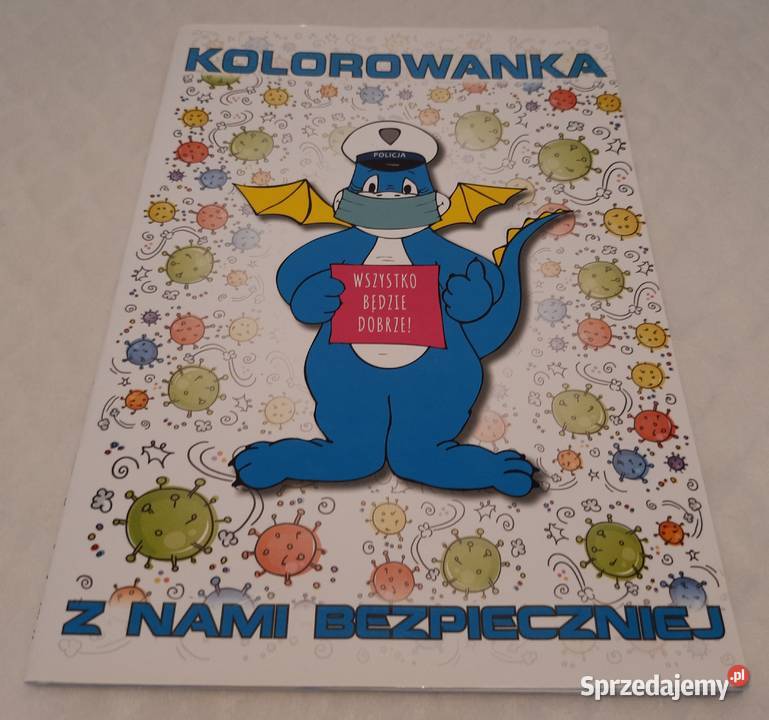 KOLOROWANKA
POLICJA
WSZYSTKO
BĘDZIE
DOBRZE!
Z NAMI BEZPIECZNIEJ
Sprzedajemy.pl